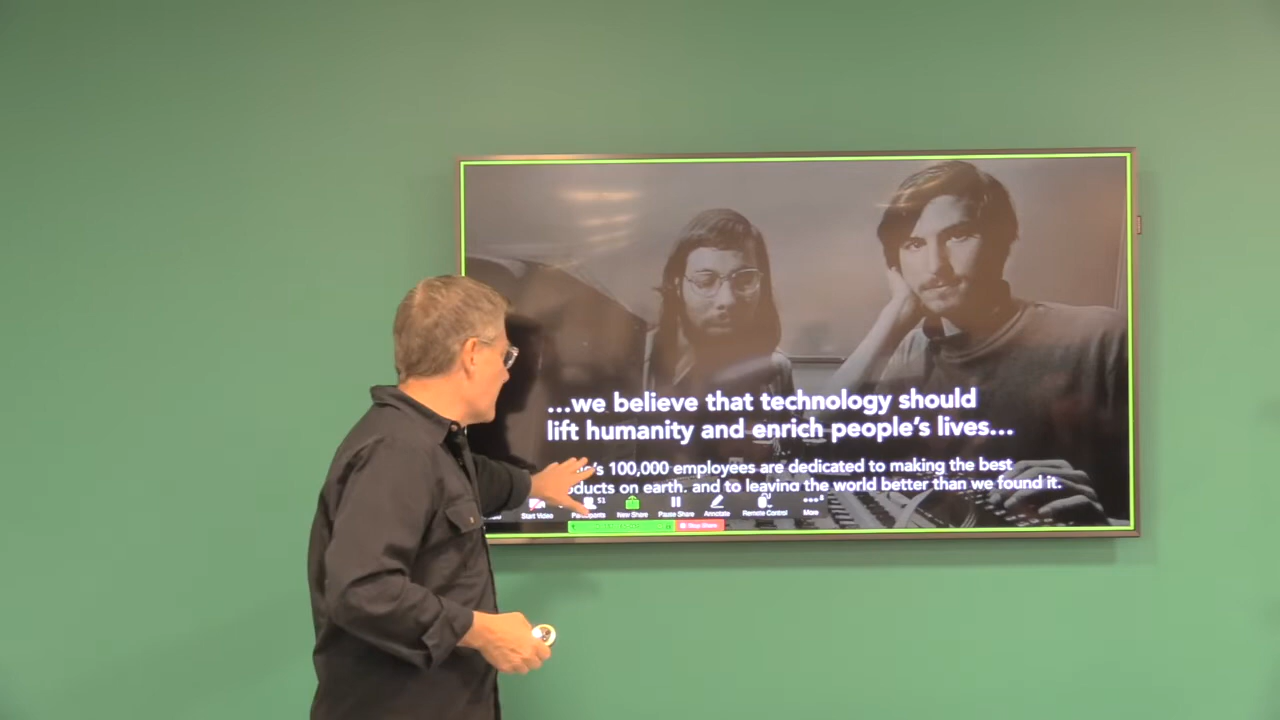 ...we believe that technology should
lift humanity and enrich people's lives...
100,000 employees are dedicated to making the best
on earth, and to leaving the world better than we found it.
51
Start Video Participants New Share Pause Share Annotate Remote Control More
Stop Share